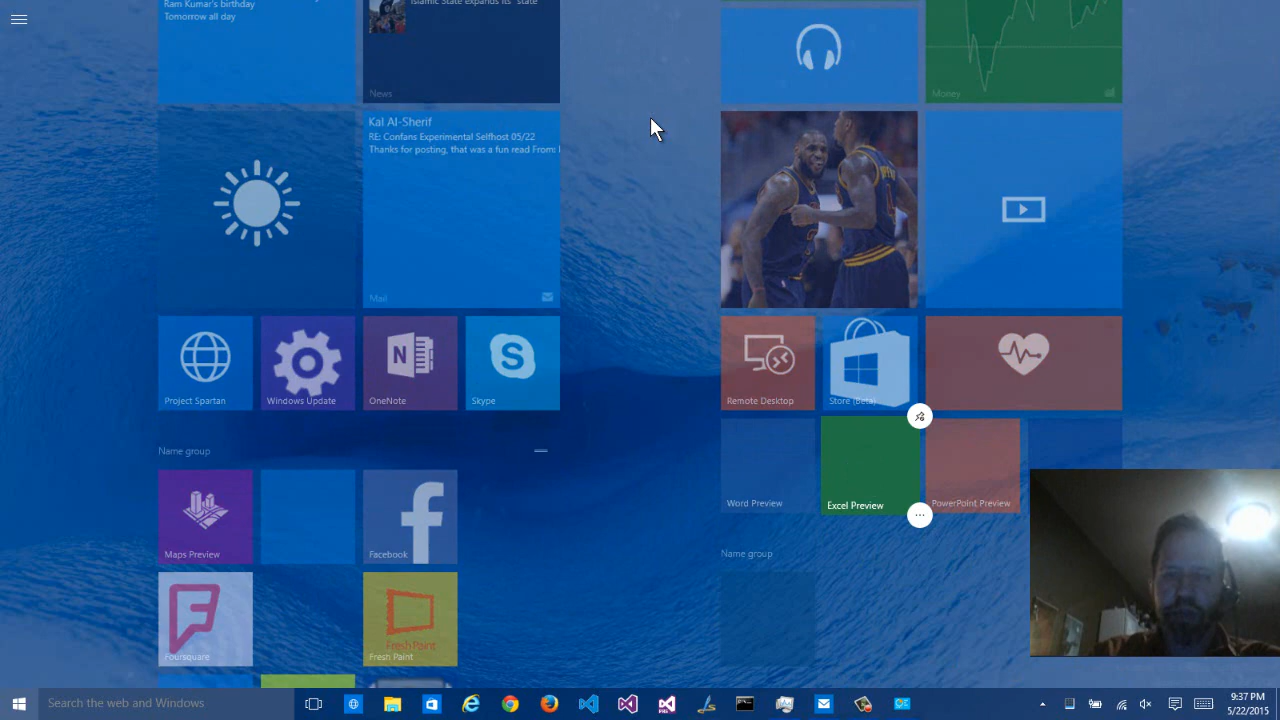 Ram Kumar's birthday
Tomorrow all day
Islamic State expands its 'state'
News
Money
Kal Al-Sherif
RE: Confans Experimental Selfhost 05/22
Thanks for posting, that was a fun read From:
Mail
Project Spartan
Windows Update
OneNote
Skype
Remote Desktop
Store (Beta)
Name group
Word Preview
Excel Preview
PowerPoint Preview
Maps Preview
Facebook
Name group
Foursquare
Fresh Paint
Fresh Paint
Search the web and Windows
9:37 PM
5/22/2015